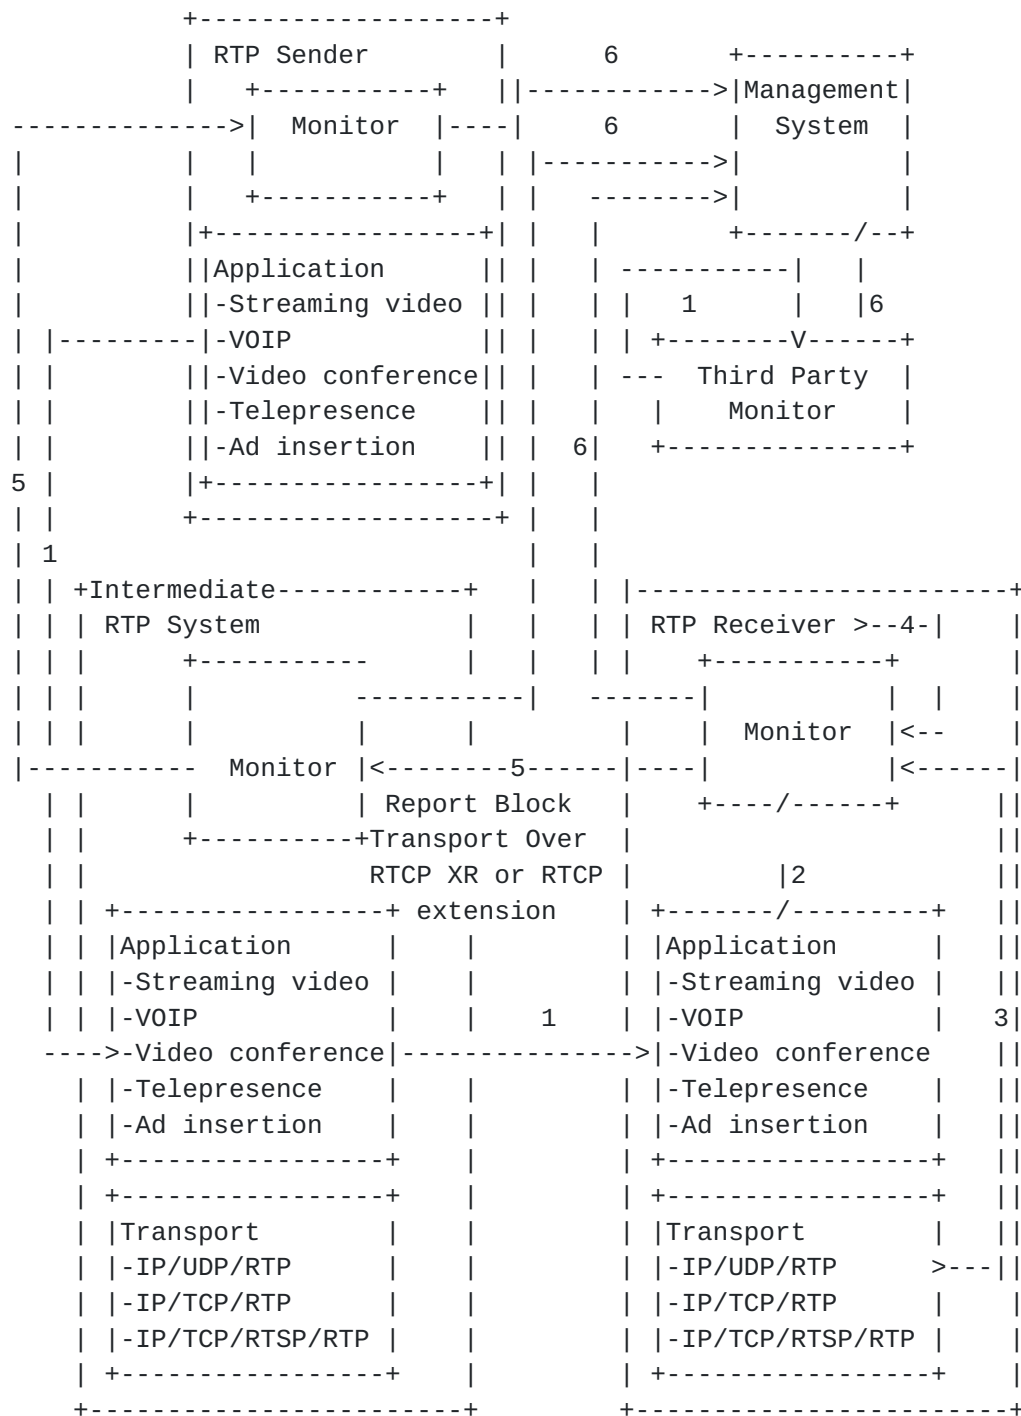 +-------------------+
| RTP Sender        |      6       +----------+
|   +-----------+   ||------------>|Management|
-------------->|  Monitor  |----|     6       |  System  |
|          |   |           |   | |----------->|          |
|          |   +-----------+   | |   -------->|          |
|          |+-----------------+| |   |        +-------/--+
|          ||Application      || |   | -----------|   |
|          ||-Streaming video || |   | |   1      |   |6
| |---------|-VOIP            || |   | | +--------V------+
| |        ||-Video conference|| |   | ---  Third Party  |
| |        ||-Telepresence    || |   |   |    Monitor    |
| |        ||-Ad insertion    || |  6|   +---------------+
5 |        |+-----------------+| |   |
| |        +-------------------+ |   |
| 1                              |   |
| | +Intermediate------------+   |   | |------------------------+
| | | RTP System             |   |   | | RTP Receiver >--4-|    |
| | |      +-----------      |   |   | |    +-----------+       |
| | |      |          -----------|   -------|           | |    |
| | |      |          |      |         |    |  Monitor  |<--    |
|-----------  Monitor |<--------5------|----|           |<------|
| |      |          | Report Block   |    +----/------+      ||
| |      +----------+Transport Over  |                       ||
| |                  RTCP XR or RTCP |         |2            ||
| | +-----------------+ extension    | +-------/---------+   ||
| | |Application      |    |         | |Application      |   ||
| | |-Streaming video |    |         | |-Streaming video |   ||
| | |-VOIP            |    |    1    | |-VOIP            |   3|
---->-Video conference|--------------->|-Video conference    ||
| |-Telepresence    |    |         | |-Telepresence    |   ||
| |-Ad insertion    |    |         | |-Ad insertion    |   ||
| +-----------------+    |         | +-----------------+   ||
| +-----------------+    |         | +-----------------+   ||
| |Transport        |    |         | |Transport        |   ||
| |-IP/UDP/RTP      |    |         | |-IP/UDP/RTP      >---||
| |-IP/TCP/RTP      |    |         | |-IP/TCP/RTP      |    |
| |-IP/TCP/RTSP/RTP |    |         | |-IP/TCP/RTSP/RTP |    |
| +-----------------+    |         | +-----------------+    |
+------------------------+         +------------------------+